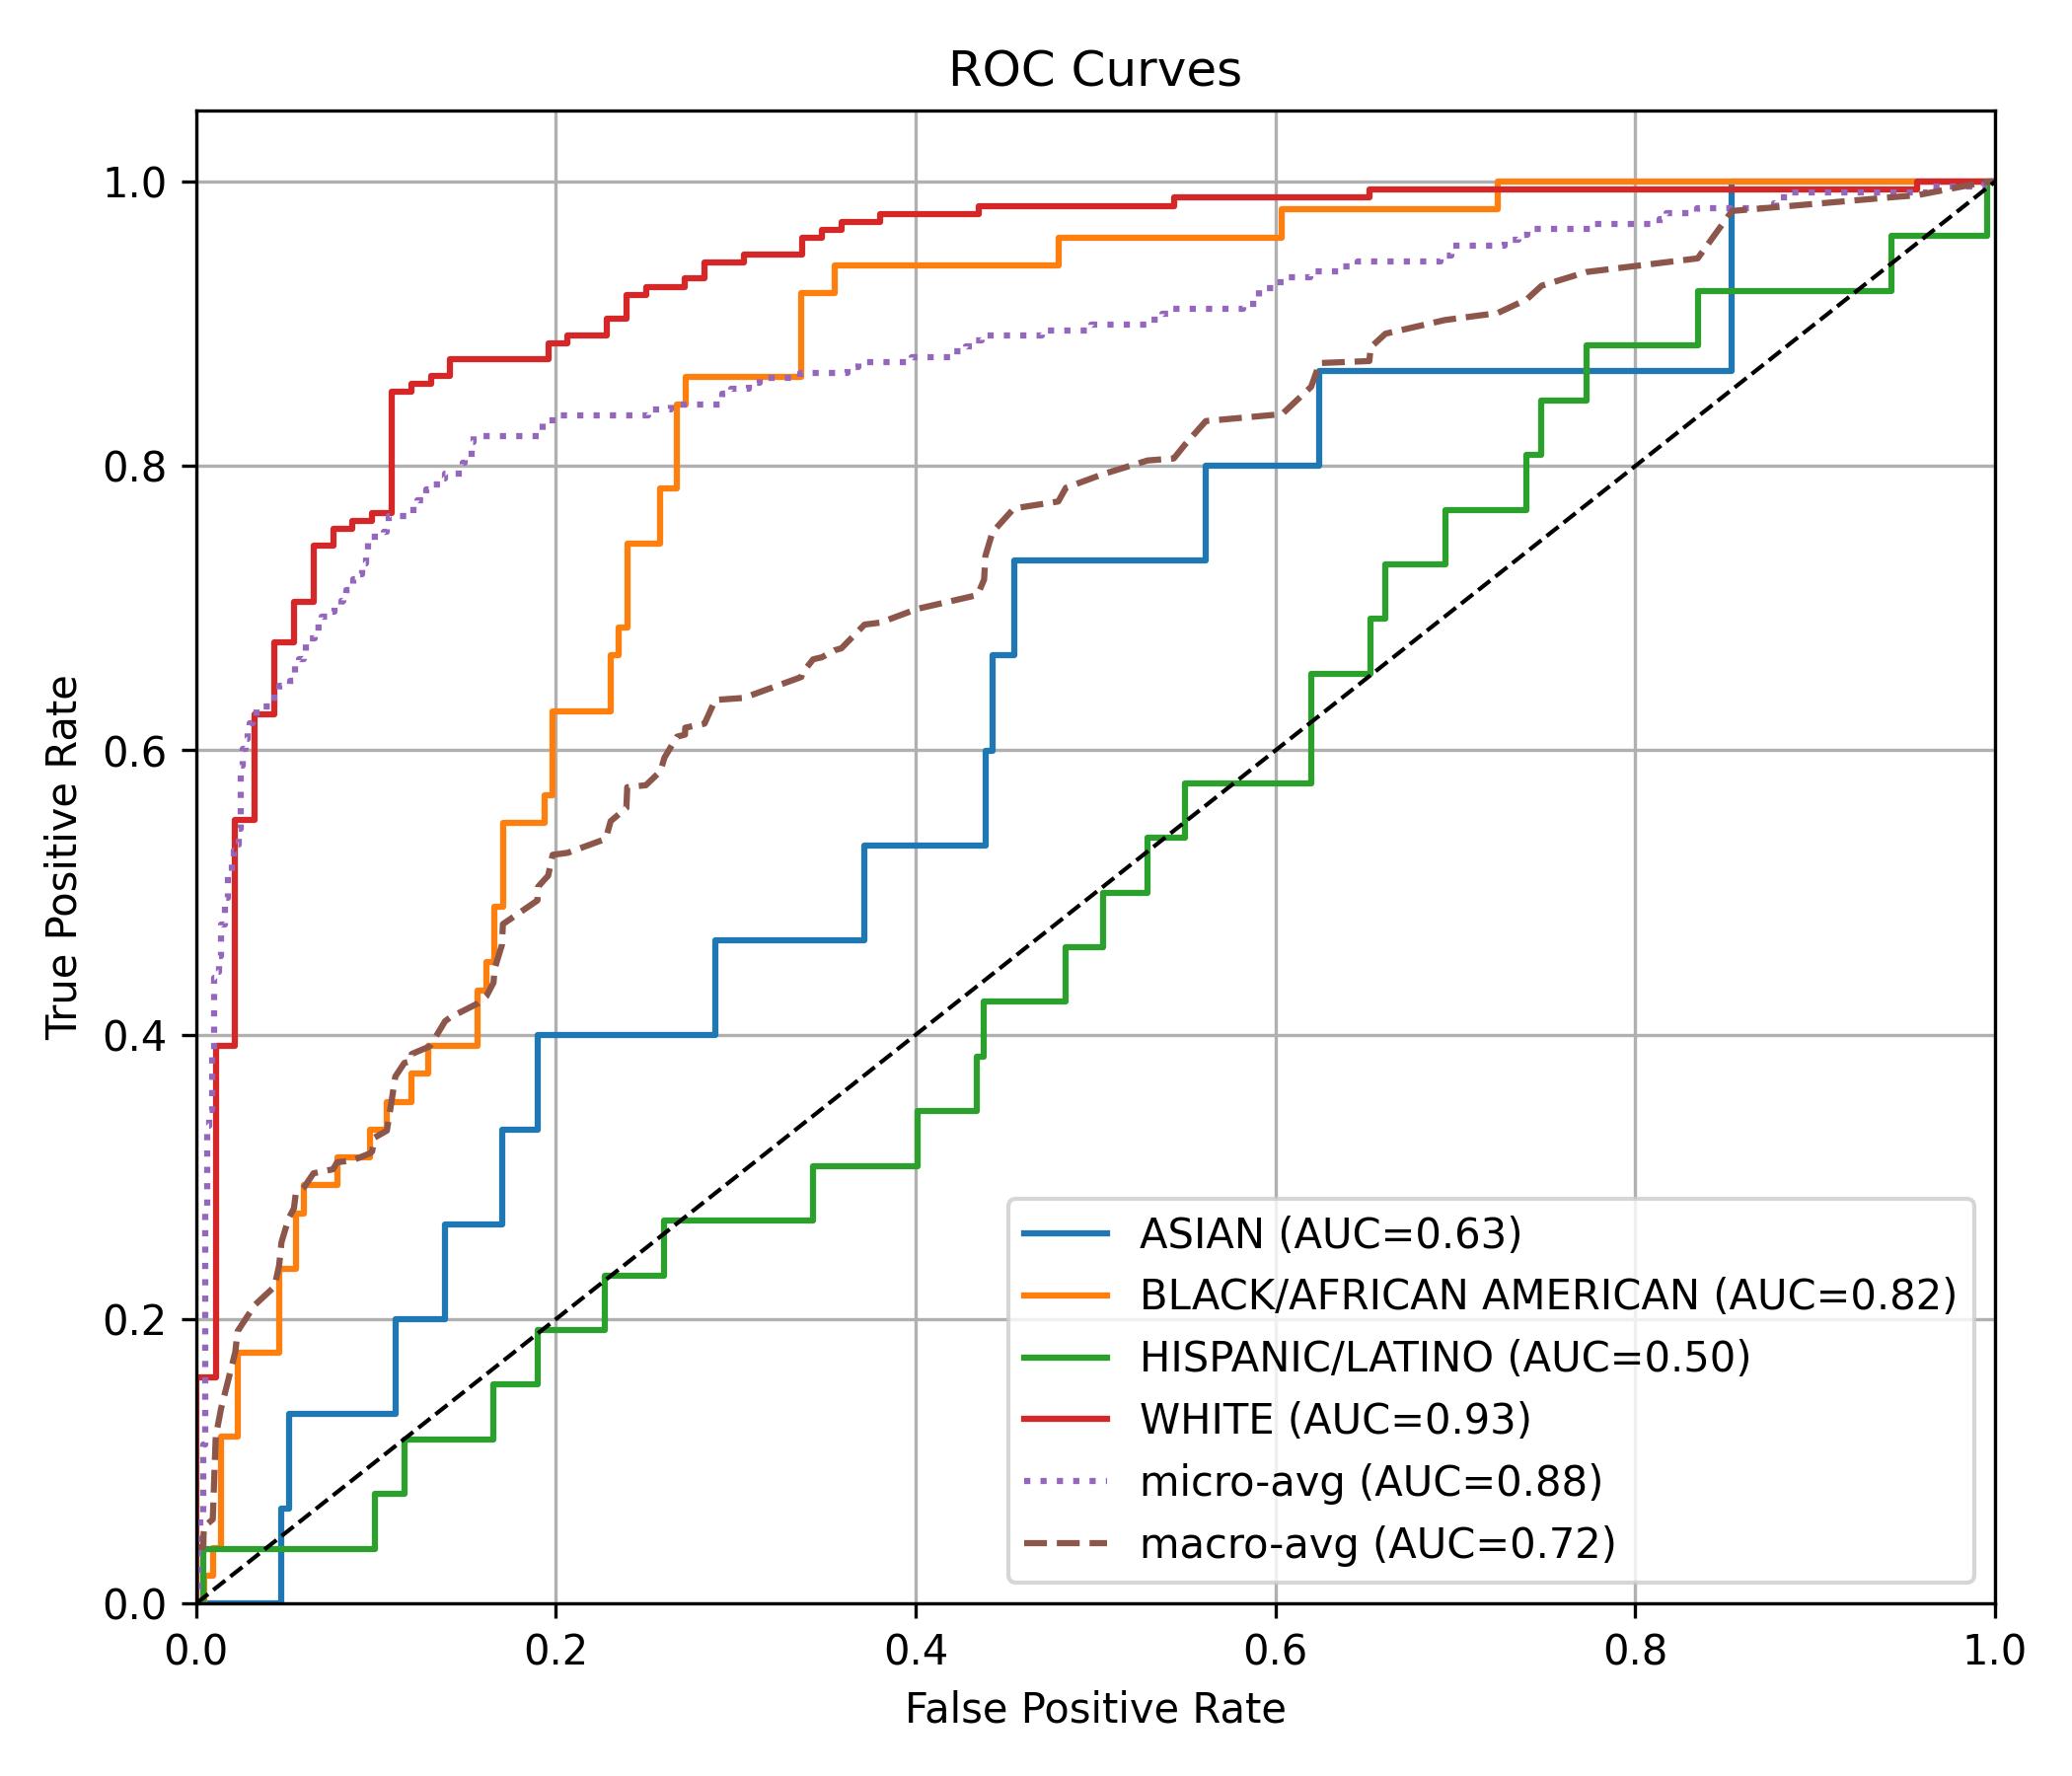 ROC Curves
True Positive Rate
1.0
0.8
0.6
0.4
0.2
0.0
ASIAN (AUC=0.63)
BLACK/AFRICAN AMERICAN (AUC=0.82)
HISPANIC/LATINO (AUC=0.50)
WHITE (AUC=0.93)
micro-avg (AUC=0.88)
macro-avg (AUC=0.72)
0.0 0.2 0.4 0.6 0.8 1.0
False Positive Rate